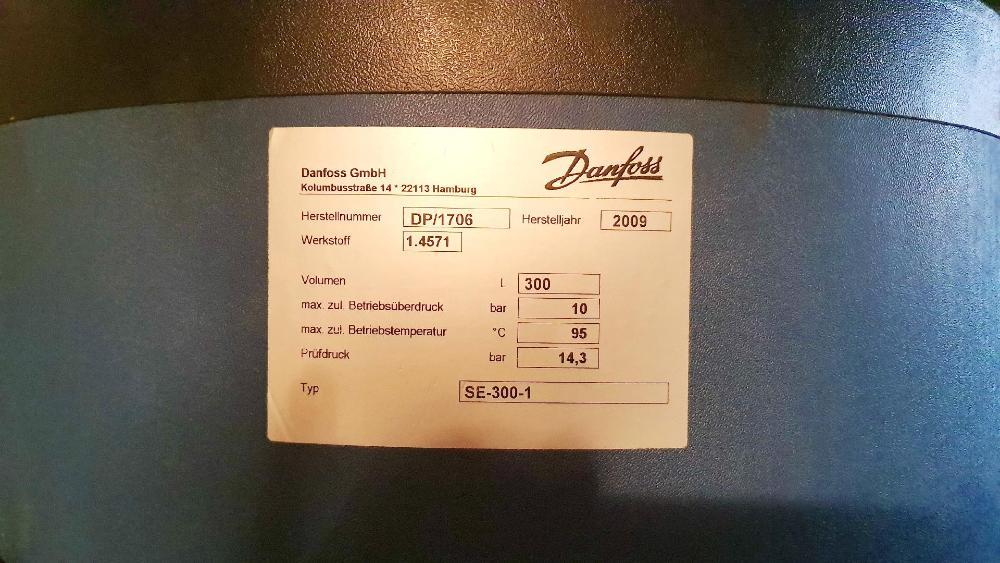 Danfoss
Danfoss GmbH
Kolumbusstraße 14 * 22113 Hamburg
Herstellnummer DP/1706 Herstelljahr 2009
Werkstoff 1.4571
Volumen L 300
max. zul. Betriebsüberdruck bar 10
max. zul. Betriebstemperatur °C 95
Prüfdruck bar 14,3
Typ SE-300-1